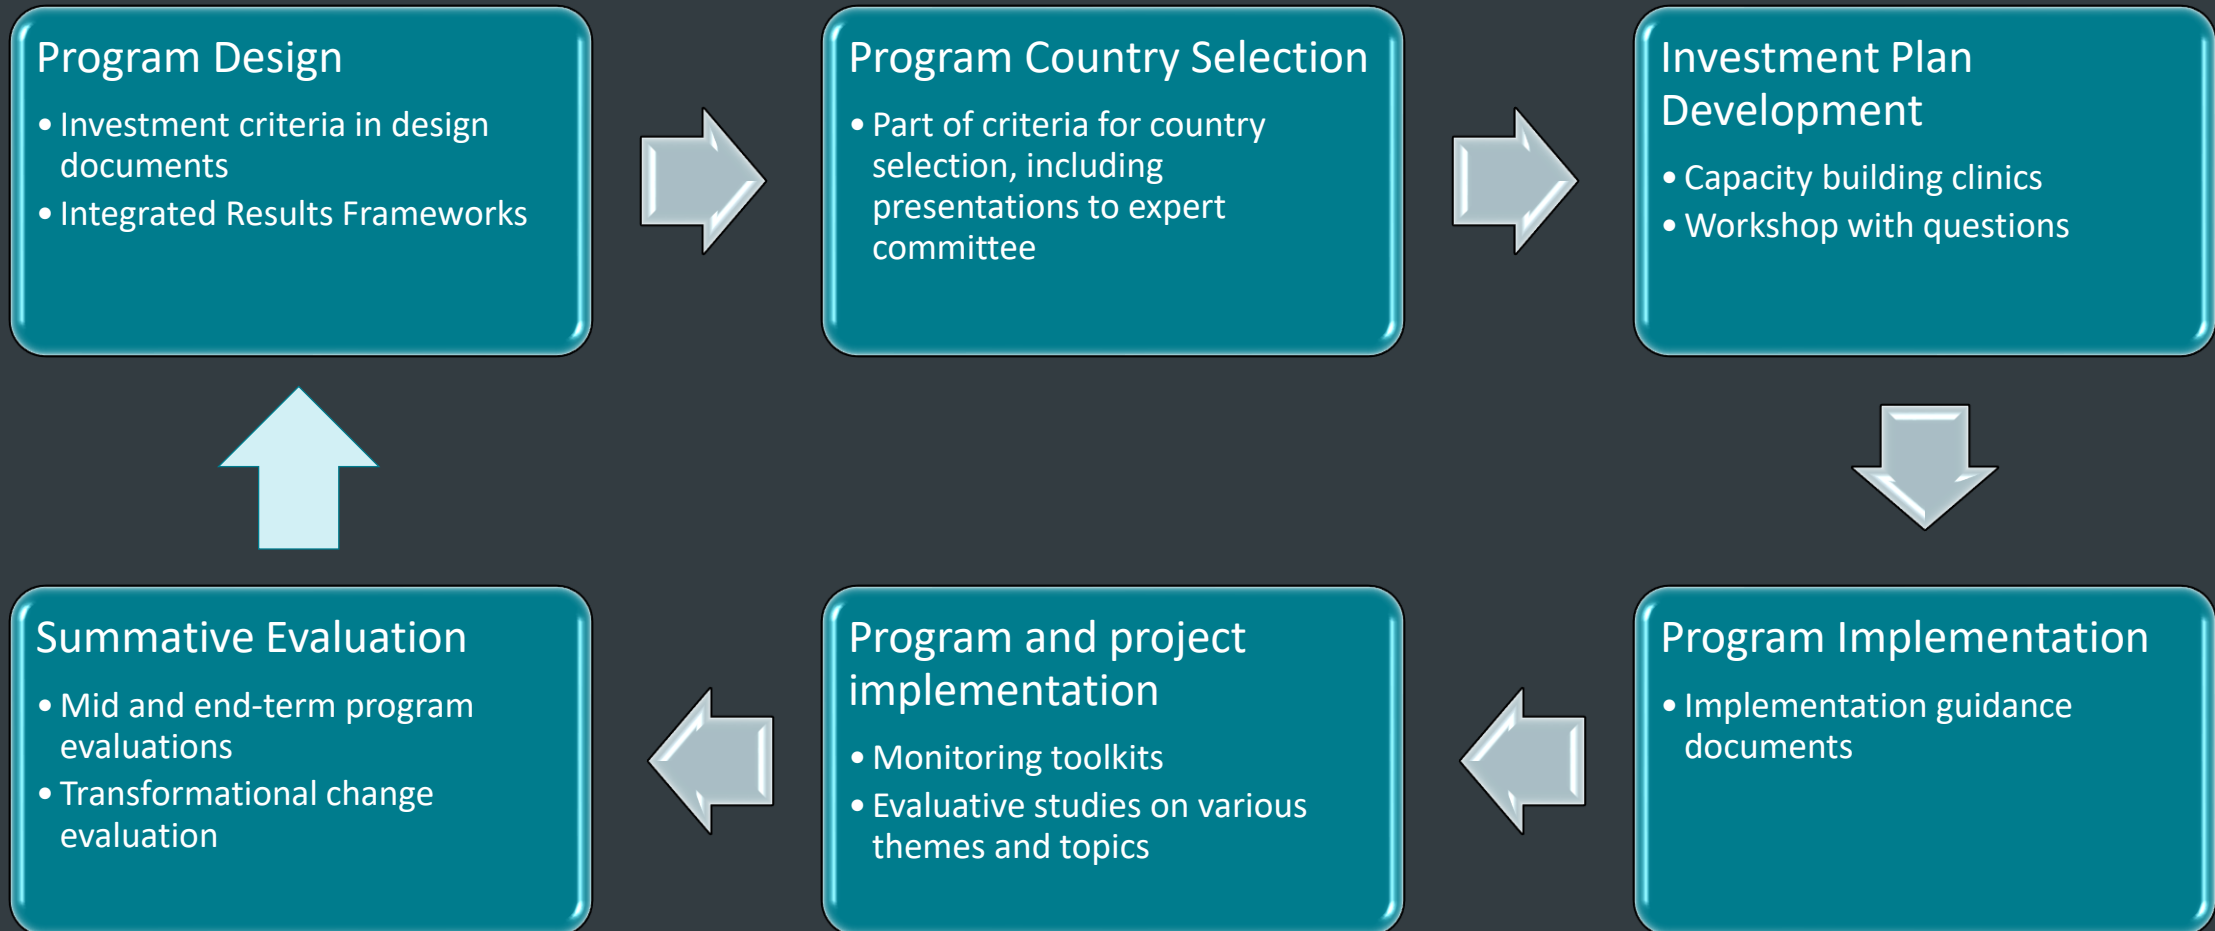 Program Design
• Investment criteria in design
documents
• Integrated Results Frameworks
Program Country Selection
• Part of criteria for country
selection, including
presentations to expert
committee
Investment Plan
Development
• Capacity building clinics
• Workshop with questions
Summative Evaluation
• Mid and end-term program
evaluations
• Transformational change
evaluation
Program and project
implementation
• Monitoring toolkits
• Evaluative studies on various
themes and topics
Program Implementation
• Implementation guidance
documents